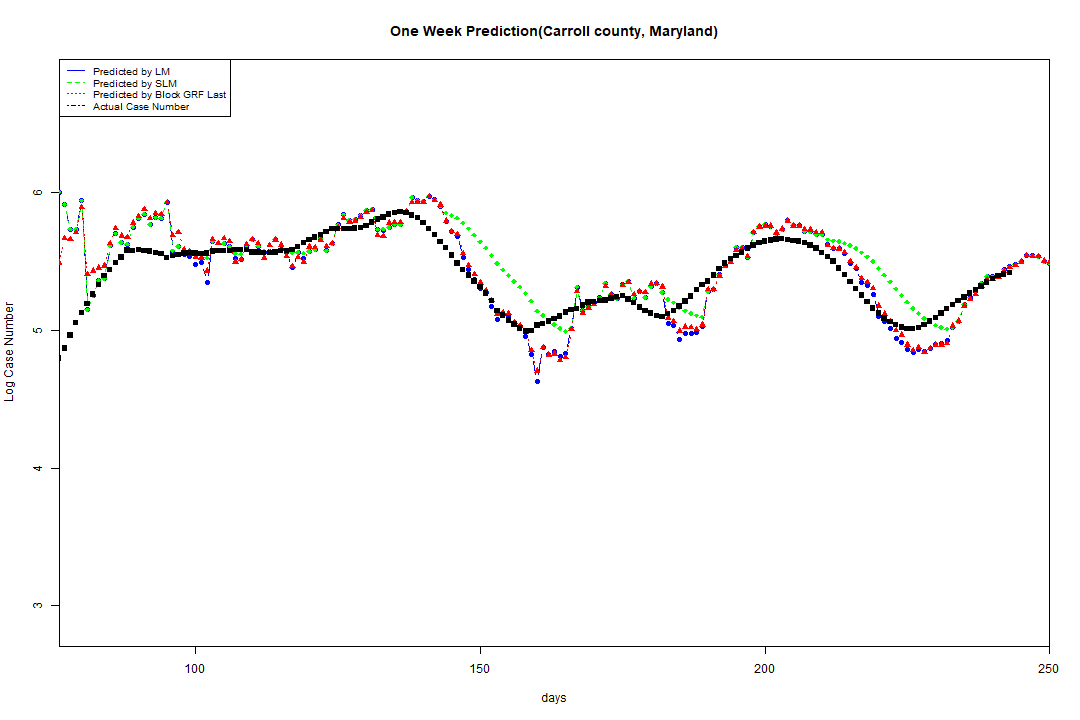 One Week Prediction(Carroll county, Maryland)
Predicted by LM
Predicted by SLM
Predicted by Block GRF Last
Actual Case Number
Log Case Number
6
5
4
3
100
150
200
250
days